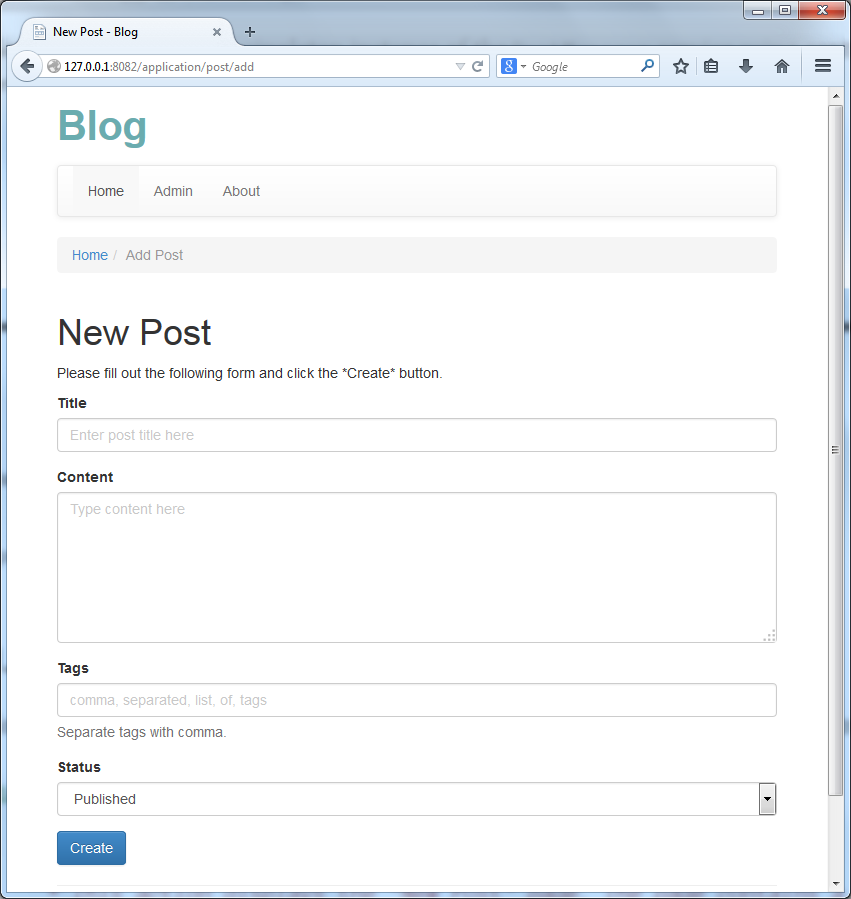 New Post - Blog
127.0.0.1:8082/application/post/add
Google
Blog
Home Admin About
Home / Add Post
New Post
Please fill out the following form and click the *Create* button.
Title
Enter post title here
Content
Type content here
Tags
comma, separated, list, of, tags
Separate tags with comma.
Status
Published
Create